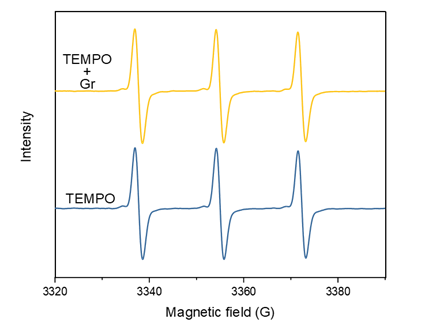 TEMPO
+
Gr
TEMPO
Intensity
3320 3340 3360 3380
Magnetic field (G)